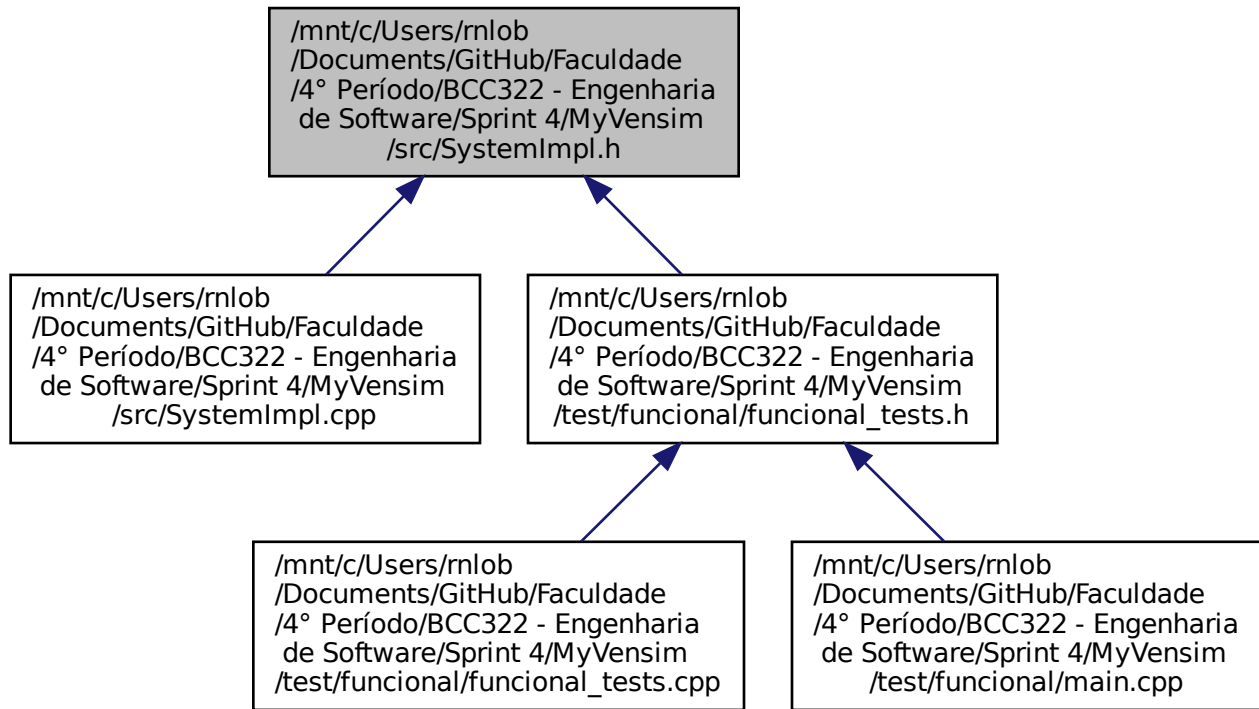 /mnt/c/Users/rnlob
/Documents/GitHub/Faculdade
/4° Período/BCC322 - Engenharia
de Software/Sprint 4/MyVensim
/src/SystemImpl.h
/mnt/c/Users/rnlob
/Documents/GitHub/Faculdade
/4° Período/BCC322 - Engenharia
de Software/Sprint 4/MyVensim
/src/SystemImpl.cpp
/mnt/c/Users/rnlob
/Documents/GitHub/Faculdade
/4° Período/BCC322 - Engenharia
de Software/Sprint 4/MyVensim
/test/funcional/funcional_tests.h
/mnt/c/Users/rnlob
/Documents/GitHub/Faculdade
/4° Período/BCC322 - Engenharia
de Software/Sprint 4/MyVensim
/test/funcional/funcional_tests.cpp
/mnt/c/Users/rnlob
/Documents/GitHub/Faculdade
/4° Período/BCC322 - Engenharia
de Software/Sprint 4/MyVensim
/test/funcional/main.cpp